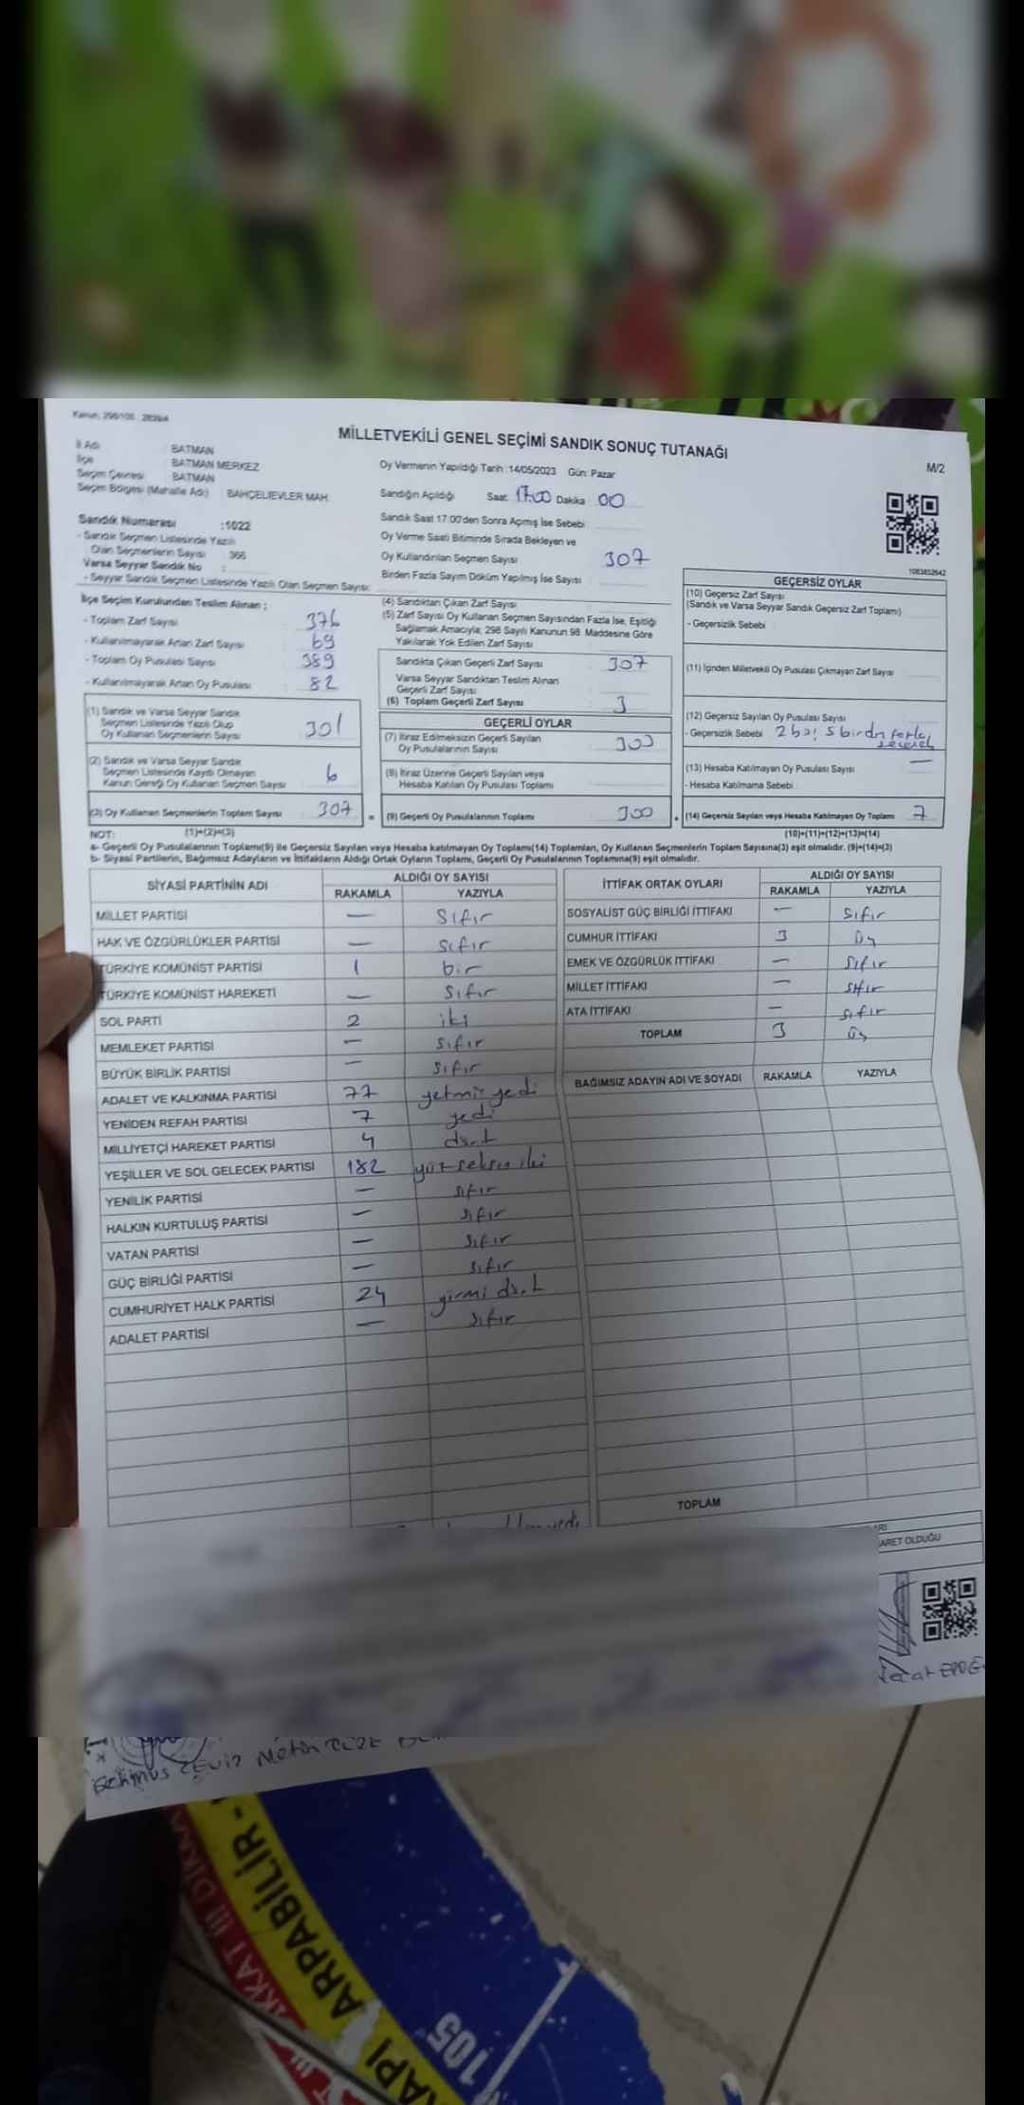 MİLLETVEKİLİ GENEL SEÇİMİ SANDIK SONUÇ TUTANAĞI
M/2
İl Adı BATMAN
İlçe BATMAN MERKEZ
Seçim Çevresi BATMAN
Seçim Bölgesi (Mahalle Adı) BAHÇELİEVLER MAH.
Oy Vermenin Yapıldığı Tarih :14/05/2023 Gün: Pazar
Sandığın Açıldığı Saat 17:00 Dakika 00
Sandık Saat 17:00'den Sonra Açmış İse Sebebi
Oy Verme Saati Bitiminde Sırada Bekleyen ve
Oy Kullandırılan Seçmen Sayısı 307
Birden Fazla Sayım Döküm Yapılmış İse Sayısı
Sandık Numarası :1022
- Sandık Seçmen Listesinde Yazılı
Olan Seçmenlerin Sayısı 366
Varsa Seyyar Sandık No :
- Seyyar Sandık Seçmen Listesinde Yazılı Olan Seçmen Sayısı:
İlçe Seçim Kurulundan Teslim Alınan ;
- Toplam Zarf Sayısı 376
- Kullanılmayarak Artan Zarf Sayısı 69
- Toplam Oy Pusulası Sayısı 389
- Kullanılmayarak Artan Oy Pusulası 82
(1) Sandık ve Varsa Seyyar Sandık
Seçmen Listesinde Yazılı Olup
Oy Kullanan Seçmenlerin Sayısı 301
(2) Sandık ve Varsa Seyyar Sandık
Seçmen Listesinde Kayıtlı Olmayan
Kanun Gereği Oy Kullanan Seçmen Sayısı 6
(3) Oy Kullanan Seçmenlerin Toplam Sayısı 307
(4) Sandıktan Çıkan Zarf Sayısı
(5) Zarf Sayısı Oy Kullanan Seçmen Sayısından Fazla İse, Eşitliği
Sağlamak Amacıyla, 298 Sayılı Kanunun 98. Maddesine Göre
Yakılarak Yok Edilen Zarf Sayısı
Sandıkta Çıkan Geçerli Zarf Sayısı 307
Varsa Seyyar Sandıktan Teslim Alınan
Geçerli Zarf Sayısı
(6) Toplam Geçerli Zarf Sayısı 3
GEÇERLİ OYLAR
(7) İtiraz Edilmeksizin Geçerli Sayılan
Oy Pusulalarının Sayısı 300
(8) İtiraz Üzerine Geçerli Sayılan veya
Hesaba Katılan Oy Pusulası Toplamı
(9) Geçerli Oy Pusulalarının Toplamı 300
GEÇERSİZ OYLAR
(10) Geçersiz Zarf Sayısı
(Sandık ve Varsa Seyyar Sandık Geçersiz Zarf Toplamı)
- Geçersizlik Sebebi
(11) İçinden Milletvekili Oy Pusulası Çıkmayan Zarf Sayısı
(12) Geçersiz Sayılan Oy Pusulası Sayısı
- Geçersizlik Sebebi 2 boş 5 birden fazla
(13) Hesaba Katılmayan Oy Pusulası Sayısı —
- Hesaba Katılmama Sebebi
(14) Geçersiz Sayılan veya Hesaba Katılmayan Oy Toplamı 7
NOT: (1)+(2)=(3) (10)+(11)+(12)+(13)=(14)
a- Geçerli Oy Pusulalarının Toplamı(9) ile Geçersiz Sayılan veya Hesaba katılmayan Oy Toplamı(14) Toplamları, Oy Kullanan Seçmenlerin Toplam Sayısına(3) eşit olmalıdır. (9)+(14)=(3)
b- Siyasi Partilerin, Bağımsız Adayların ve İttifakların Aldığı Ortak Oyların Toplamı, Geçerli Oy Pusulalarının Toplamına(9) eşit olmalıdır.
SİYASİ PARTİNİN ADI ALDIĞI OY SAYISI
RAKAMLA YAZIYLA
MİLLET PARTİSİ — Sıfır
HAK VE ÖZGÜRLÜKLER PARTİSİ — sıfır
TÜRKİYE KOMÜNİST PARTİSİ 1 bir
TÜRKİYE KOMÜNİST HAREKETİ — sıfır
SOL PARTİ 2 iki
MEMLEKET PARTİSİ — sıfır
BÜYÜK BİRLİK PARTİSİ — sıfır
ADALET VE KALKINMA PARTİSİ 77 yetmiş yedi
YENİDEN REFAH PARTİSİ 7 yedi
MİLLİYETÇİ HAREKET PARTİSİ 4 dört
YEŞİLLER VE SOL GELECEK PARTİSİ 182 yüz seksen iki
YENİLİK PARTİSİ — sıfır
HALKIN KURTULUŞ PARTİSİ — sıfır
VATAN PARTİSİ — sıfır
GÜÇ BİRLİĞİ PARTİSİ — sıfır
CUMHURİYET HALK PARTİSİ 24 yirmi dört
ADALET PARTİSİ — sıfır
İTTİFAK ORTAK OYLARI ALDIĞI OY SAYISI
RAKAMLA YAZIYLA
SOSYALİST GÜÇ BİRLİĞİ İTTİFAKI — sıfır
CUMHUR İTTİFAKI 3 üç
EMEK VE ÖZGÜRLÜK İTTİFAKI — sıfır
MİLLET İTTİFAKI — sıfır
ATA İTTİFAKI — sıfır
TOPLAM 3 üç
BAĞIMSIZ ADAYIN ADI VE SOYADI RAKAMLA YAZIYLA
TOPLAM
ARET OLDUĞU
DİKKAT !!! DİKKA
KAPI ÇARPABİLİR
105